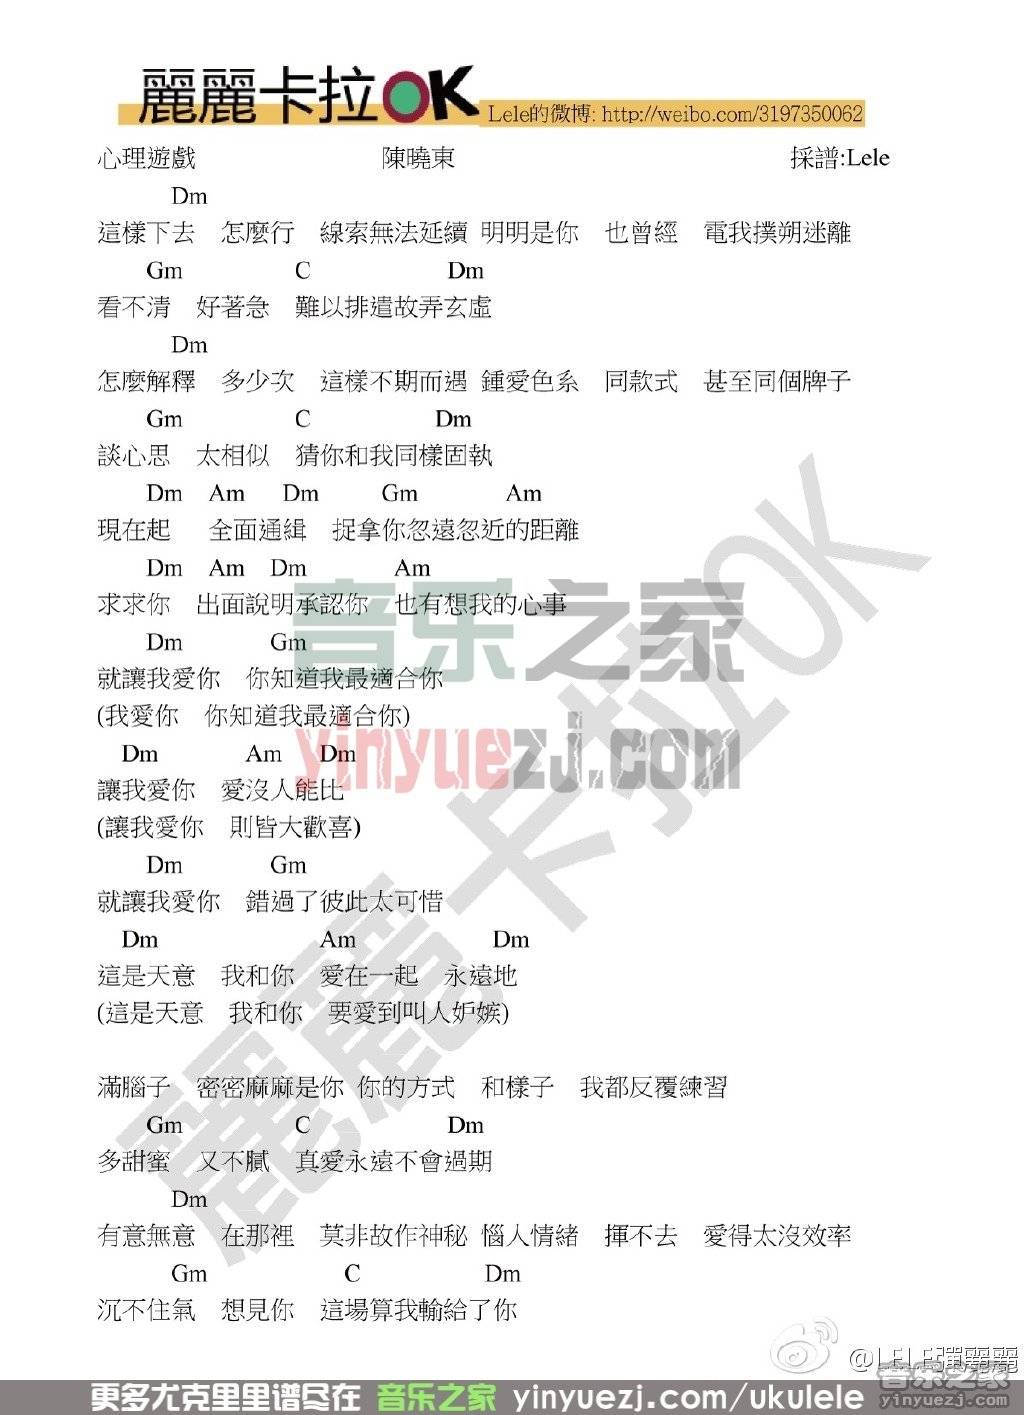 麗麗卡拉OK Lele的微博: http://weibo.com/3197350062
心理遊戲 陳曉東 採譜:Lele
Dm
這樣下去 怎麼行 線索無法延續 明明是你 也曾經 電我撲朔迷離
Gm C Dm
看不清 好著急 難以排遣故弄玄虛
Dm
怎麼解釋 多少次 這樣不期而遇 鍾愛色系 同款式 甚至同個牌子
Gm C Dm
談心思 太相似 猜你和我同樣固執
Dm Am Dm Gm Am
現在起 全面通緝 捉拿你忽遠忽近的距離
Dm Am Dm Am
求求你 出面說明承認你 也有想我的心事
Dm Gm
就讓我愛你 你知道我最適合你
(我愛你 你知道我最適合你)
Dm Am Dm
讓我愛你 愛沒人能比
(讓我愛你 則皆大歡喜)
Dm Gm
就讓我愛你 錯過了彼此太可惜
Dm Am Dm
這是天意 我和你 愛在一起 永遠地
(這是天意 我和你 要愛到叫人妒嫉)
滿腦子 密密麻麻是你 你的方式 和樣子 我都反覆練習
Gm C Dm
多甜蜜 又不膩 真愛永遠不會過期
Dm
有意無意 在那裡 莫非故作神秘 惱人情緒 揮不去 愛得太沒效率
Gm C Dm
沉不住氣 想見你 這場算我輸給了你
音乐之家
yinyuezj.com
麗麗卡拉OK
@LELE彈麗麗
更多尤克里里谱尽在 音乐之家 yinyuezj.com/ukulele
音乐之家
yinyuezj.com